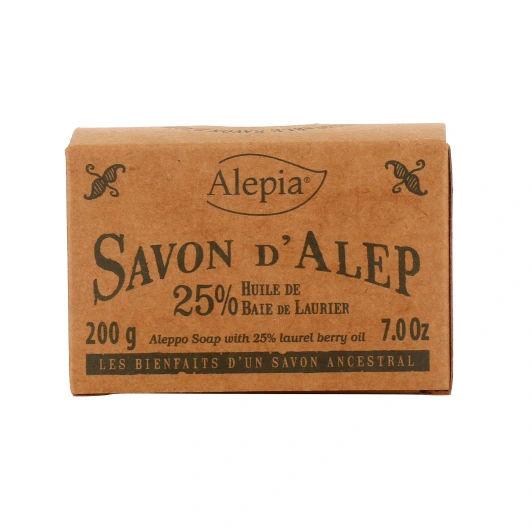 Alepia®
SAVON D'ALEP
25% HUILE DE
BAIE DE LAURIER
200 g Aleppo Soap with 25% laurel berry oil 7.0 Oz
LES BIENFAITS D'UN SAVON ANCESTRAL